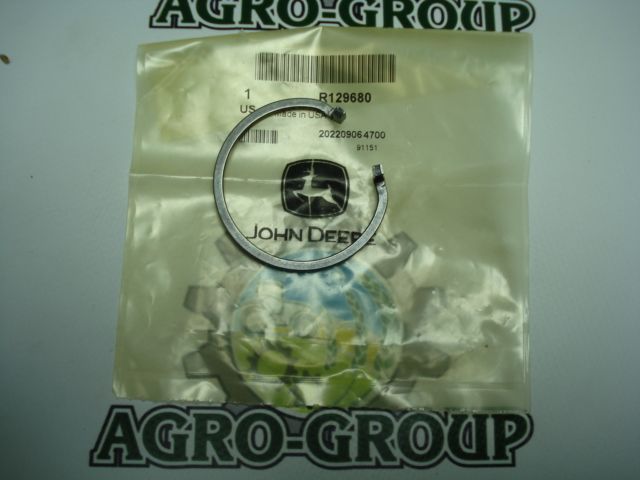 AGRO-GROUP
1 R129680
US Made in USA
202209064700
91151
JOHN DEERE
AGRO-GROUP